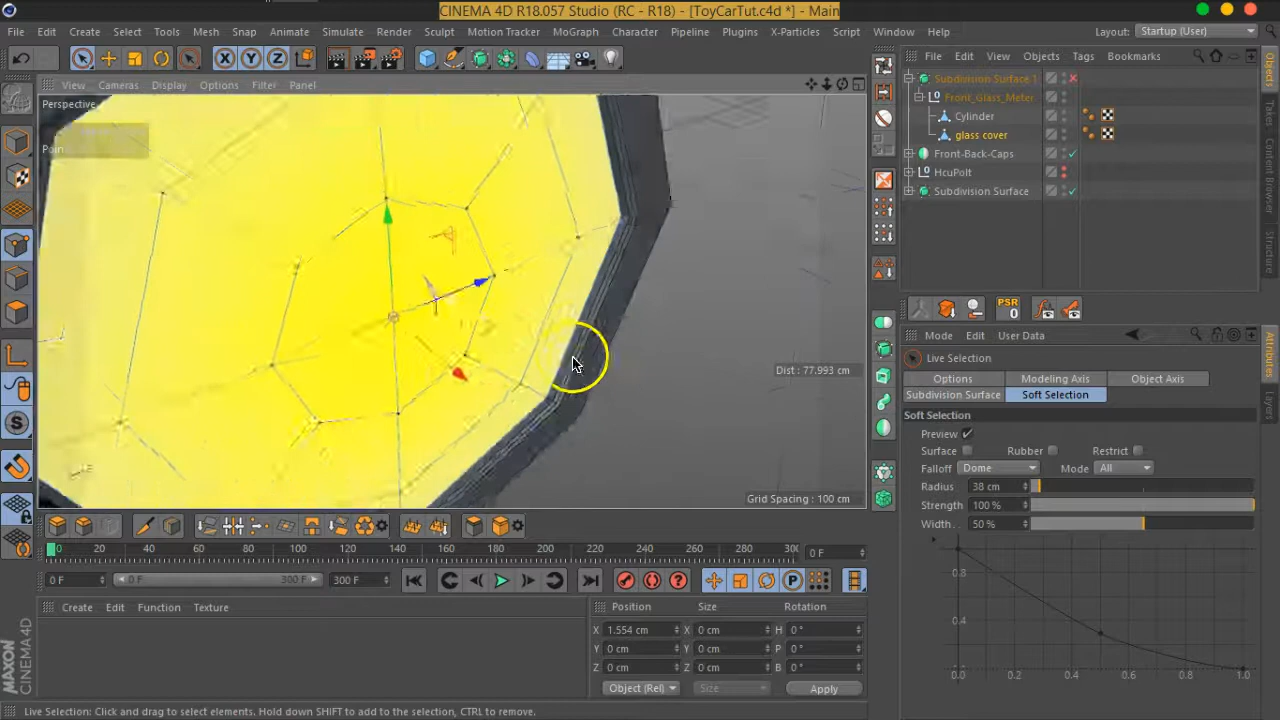 CINEMA 4D R18.057 Studio (RC - R18) - [ToyCarTut.c4d *] - Main
File Edit Create Select Tools Mesh Snap Animate Simulate Render Sculpt Motion Tracker MoGraph Character Pipeline Plugins X-Particles Script Window Help Layout: Startup (User)
X Y Z
File Edit View Objects Tags Bookmarks
View Cameras Display Options Filter Panel
Subdivision Surface 1
Perspective
Front_Glass_Meter
Cylinder
glass cover
Front-Back-Caps
HcuPolt
Subdivision Surface
PSR
0
Mode Edit User Data
Live Selection
Dist : 77.993 cm
Options Modeling Axis Object Axis
Subdivision Surface Soft Selection
Soft Selection
Preview
Surface Rubber Restrict
Falloff Dome Mode All
Radius 38 cm
Grid Spacing : 100 cm
Strength 100 %
Width . 50 %
0 20 40 60 80 100 120 140 160 180 200 220 240 260 280 0 F
0 F 0 F 300 F 300 F
0.8
0.4
0.0 0.2 0.4 0.6 0.8 1.0
Create Edit Function Texture
Position Size Rotation
X 1.554 cm X 0 cm H 0 °
Y 0 cm Y 0 cm P 0 °
Z 0 cm Z 0 cm B 0 °
Object (Rel) Size Apply
MAXON
CINEMA 4D
Live Selection: Click and drag to select elements. Hold down SHIFT to add to the selection, CTRL to remove.
Objects
Takes
Content Browser
Structure
Attributes
Layers